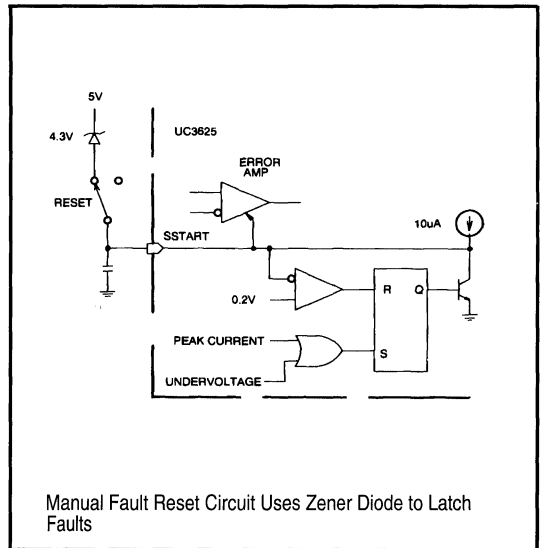 5V
4.3V
UC3625
ERROR
AMP
RESET
10uA
SSTART
0.2V
R Q
PEAK CURRENT
S
UNDERVOLTAGE
Manual Fault Reset Circuit Uses Zener Diode to Latch
Faults